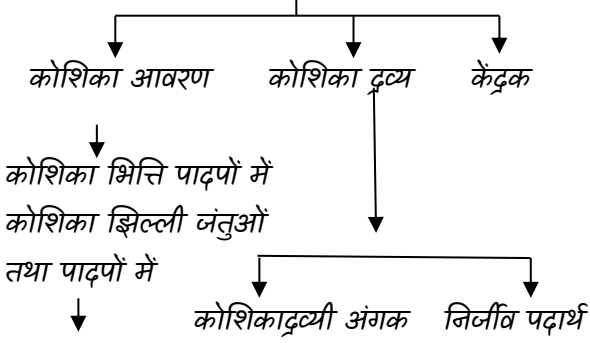 कोशिका आवरण कोशिका द्रव्य केंद्रक
कोशिका भित्ति पादपों में
कोशिका झिल्ली जंतुओं
तथा पादपों में
कोशिकाद्रव्यी अंगक निर्जीव पदार्थ